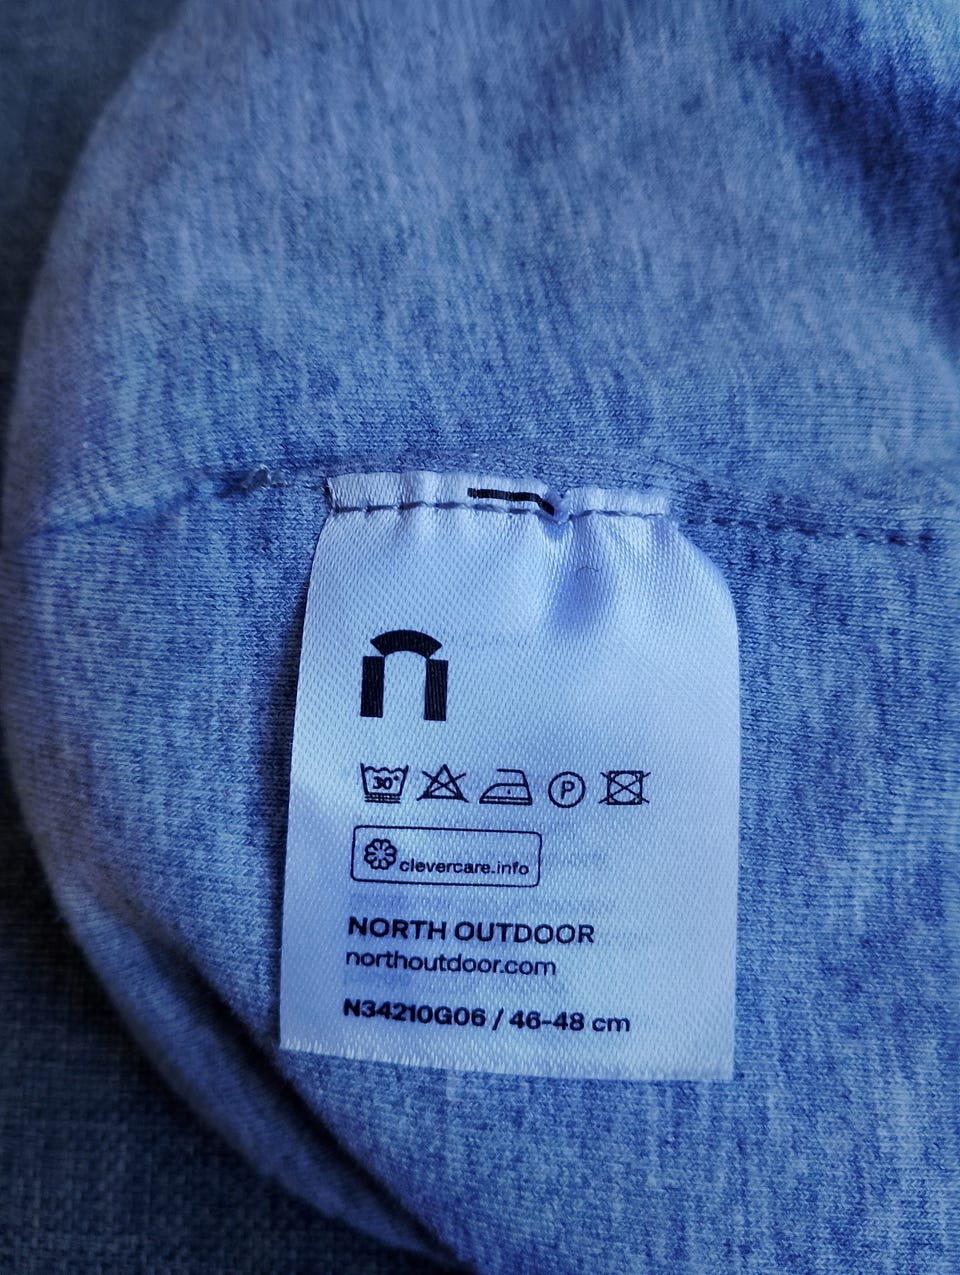 30°
P
clevercare.info
NORTH OUTDOOR
northoutdoor.com
N34210G06 / 46-48 cm